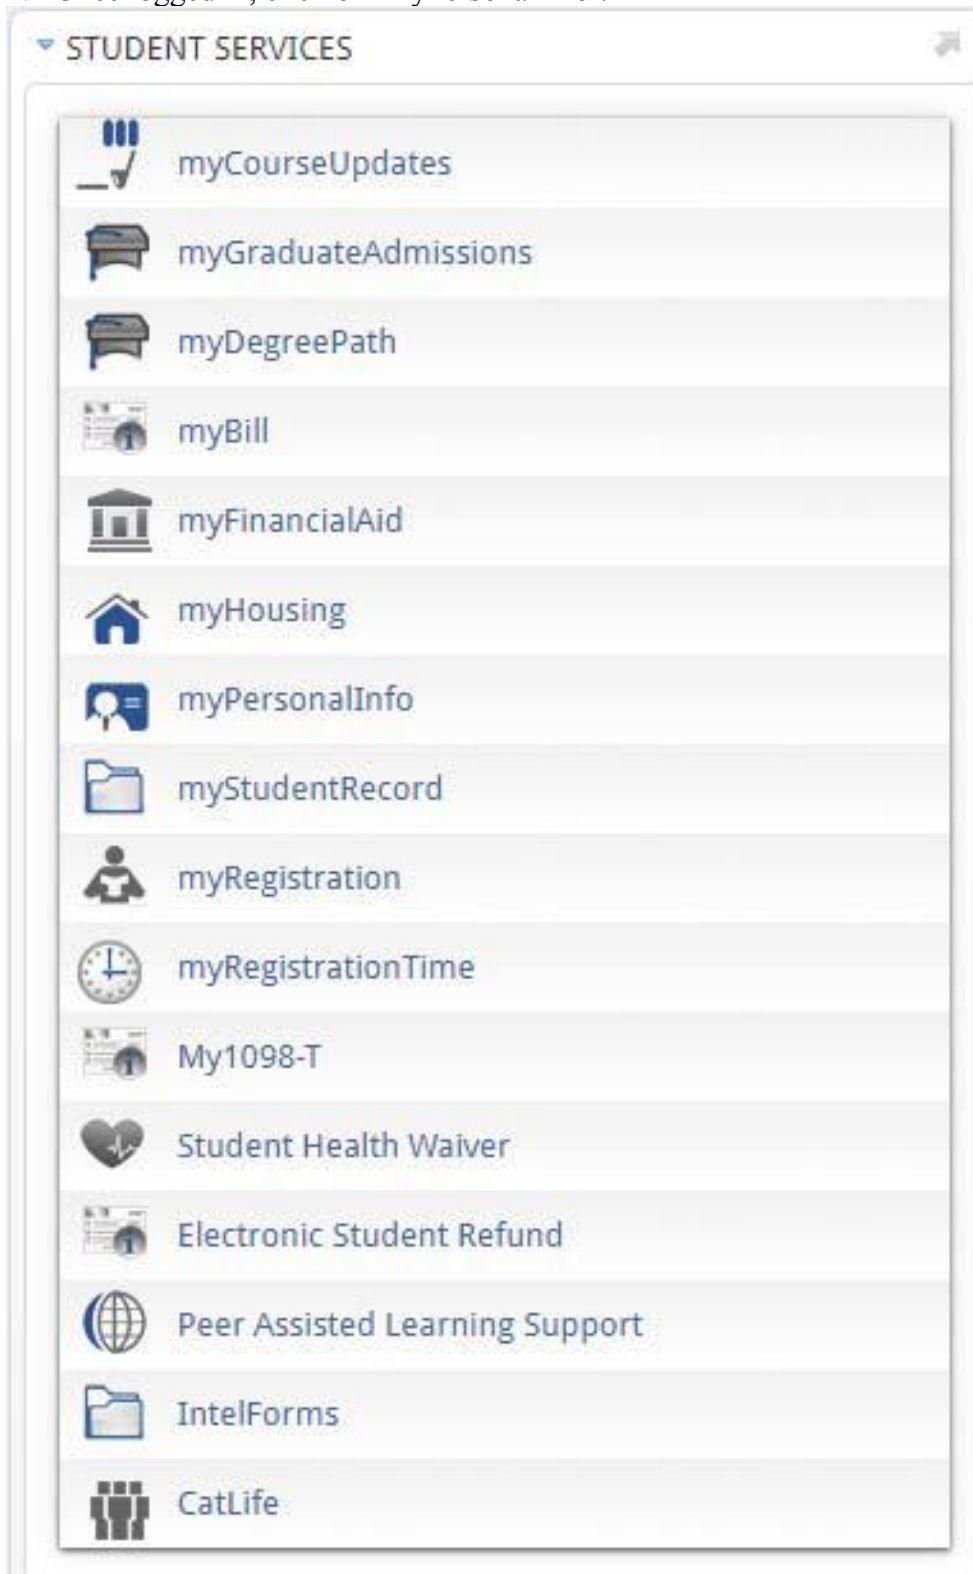 STUDENT SERVICES
myCourseUpdates
myGraduateAdmissions
myDegreePath
myBill
myFinancialAid
myHousing
myPersonalInfo
myStudentRecord
myRegistration
myRegistrationTime
My1098-T
Student Health Waiver
Electronic Student Refund
Peer Assisted Learning Support
IntelForms
CatLife